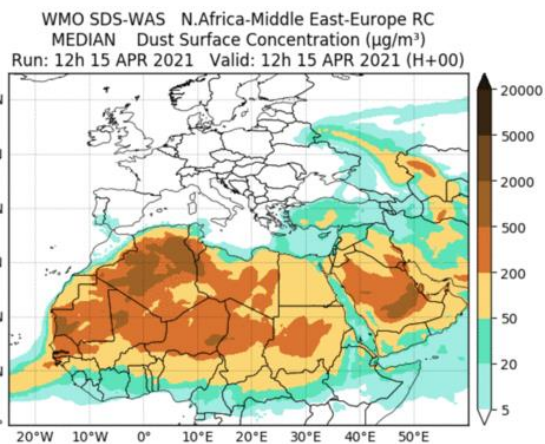 WMO SDS-WAS N.Africa-Middle East-Europe RC
MEDIAN Dust Surface Concentration (µg/m³)
Run: 12h 15 APR 2021 Valid: 12h 15 APR 2021 (H+00)
20000
5000
2000
500
200
50
20
5
20°W 10°W 0° 10°E 20°E 30°E 40°E 50°E